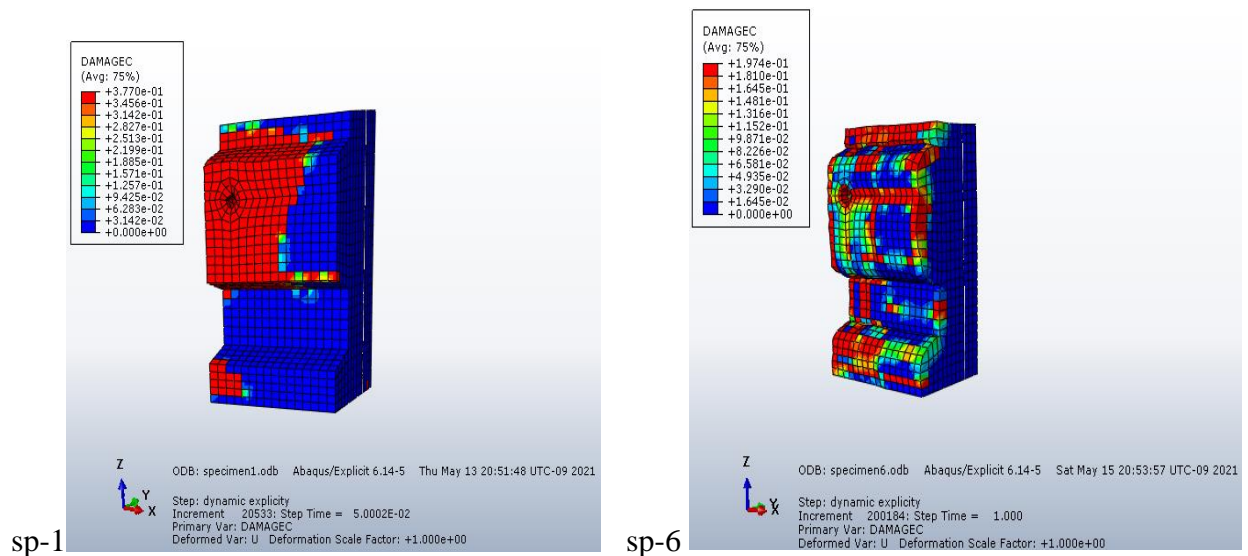 DAMAGEC
(Avg: 75%)
+3.770e-01
+3.456e-01
+3.142e-01
+2.827e-01
+2.513e-01
+2.199e-01
+1.885e-01
+1.571e-01
+1.257e-01
+9.425e-02
+6.283e-02
+3.142e-02
+0.000e+00
Z
Y
X
ODB: specimen1.odb Abaqus/Explicit 6.14-5 Thu May 13 20:51:48 UTC-09 2021
Step: dynamic explicit
Increment 20533: Step Time = 5.0002E-02
Primary Var: DAMAGEC
Deformed Var: U Deformation Scale Factor: +1.000e+00
sp-1
DAMAGEC
(Avg: 75%)
+1.974e-01
+1.810e-01
+1.645e-01
+1.481e-01
+1.316e-01
+1.152e-01
+9.871e-02
+8.226e-02
+6.581e-02
+4.935e-02
+3.290e-02
+1.645e-02
+0.000e+00
Z
Y
X
ODB: specimen6.odb Abaqus/Explicit 6.14-5 Sat May 15 20:53:57 UTC-09 2021
Step: dynamic explicit
Increment 200184: Step Time = 1.000
Primary Var: DAMAGEC
Deformed Var: U Deformation Scale Factor: +1.000e+00
sp-6